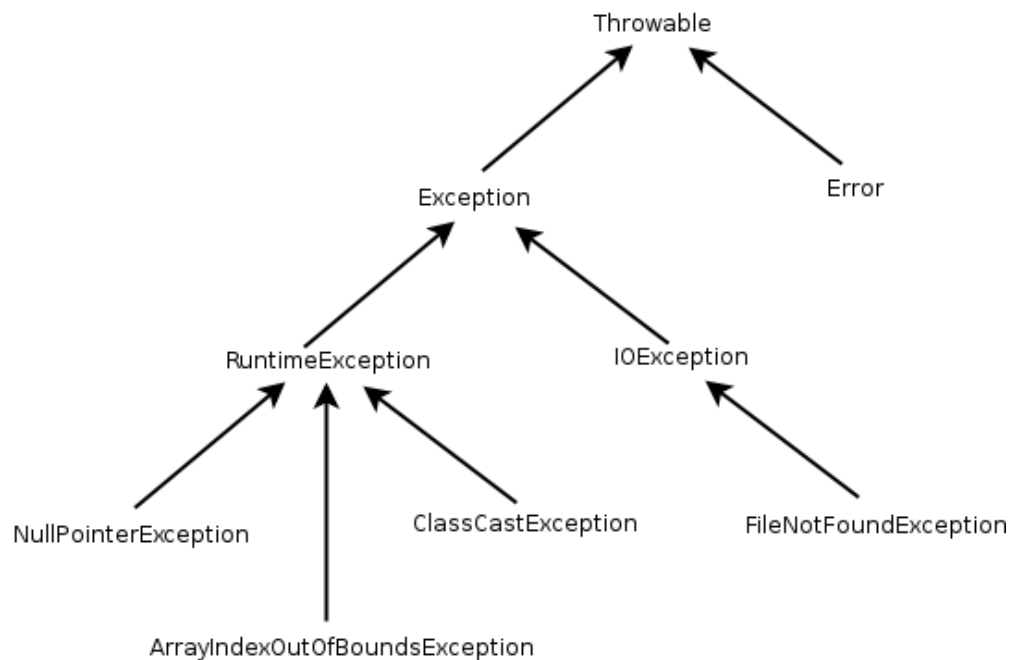 Throwable
Exception
Error
RuntimeException
IOException
NullPointerException
ClassCastException
FileNotFoundException
ArrayIndexOutOfBoundsException